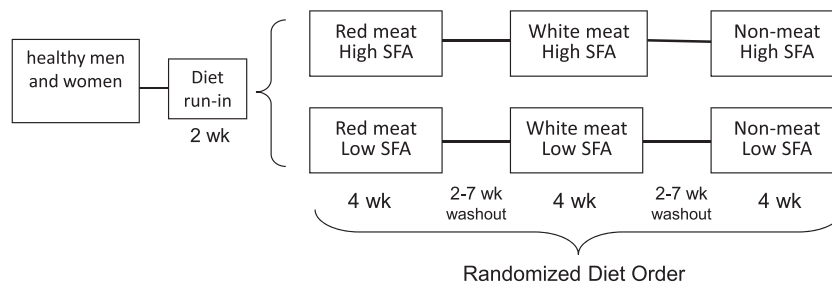 healthy men
and women
Diet
run-in
2 wk
Red meat
High SFA
White meat
High SFA
Non-meat
High SFA
Red meat
Low SFA
White meat
Low SFA
Non-meat
Low SFA
4 wk
2-7 wk
washout
4 wk
2-7 wk
washout
4 wk
Randomized Diet Order